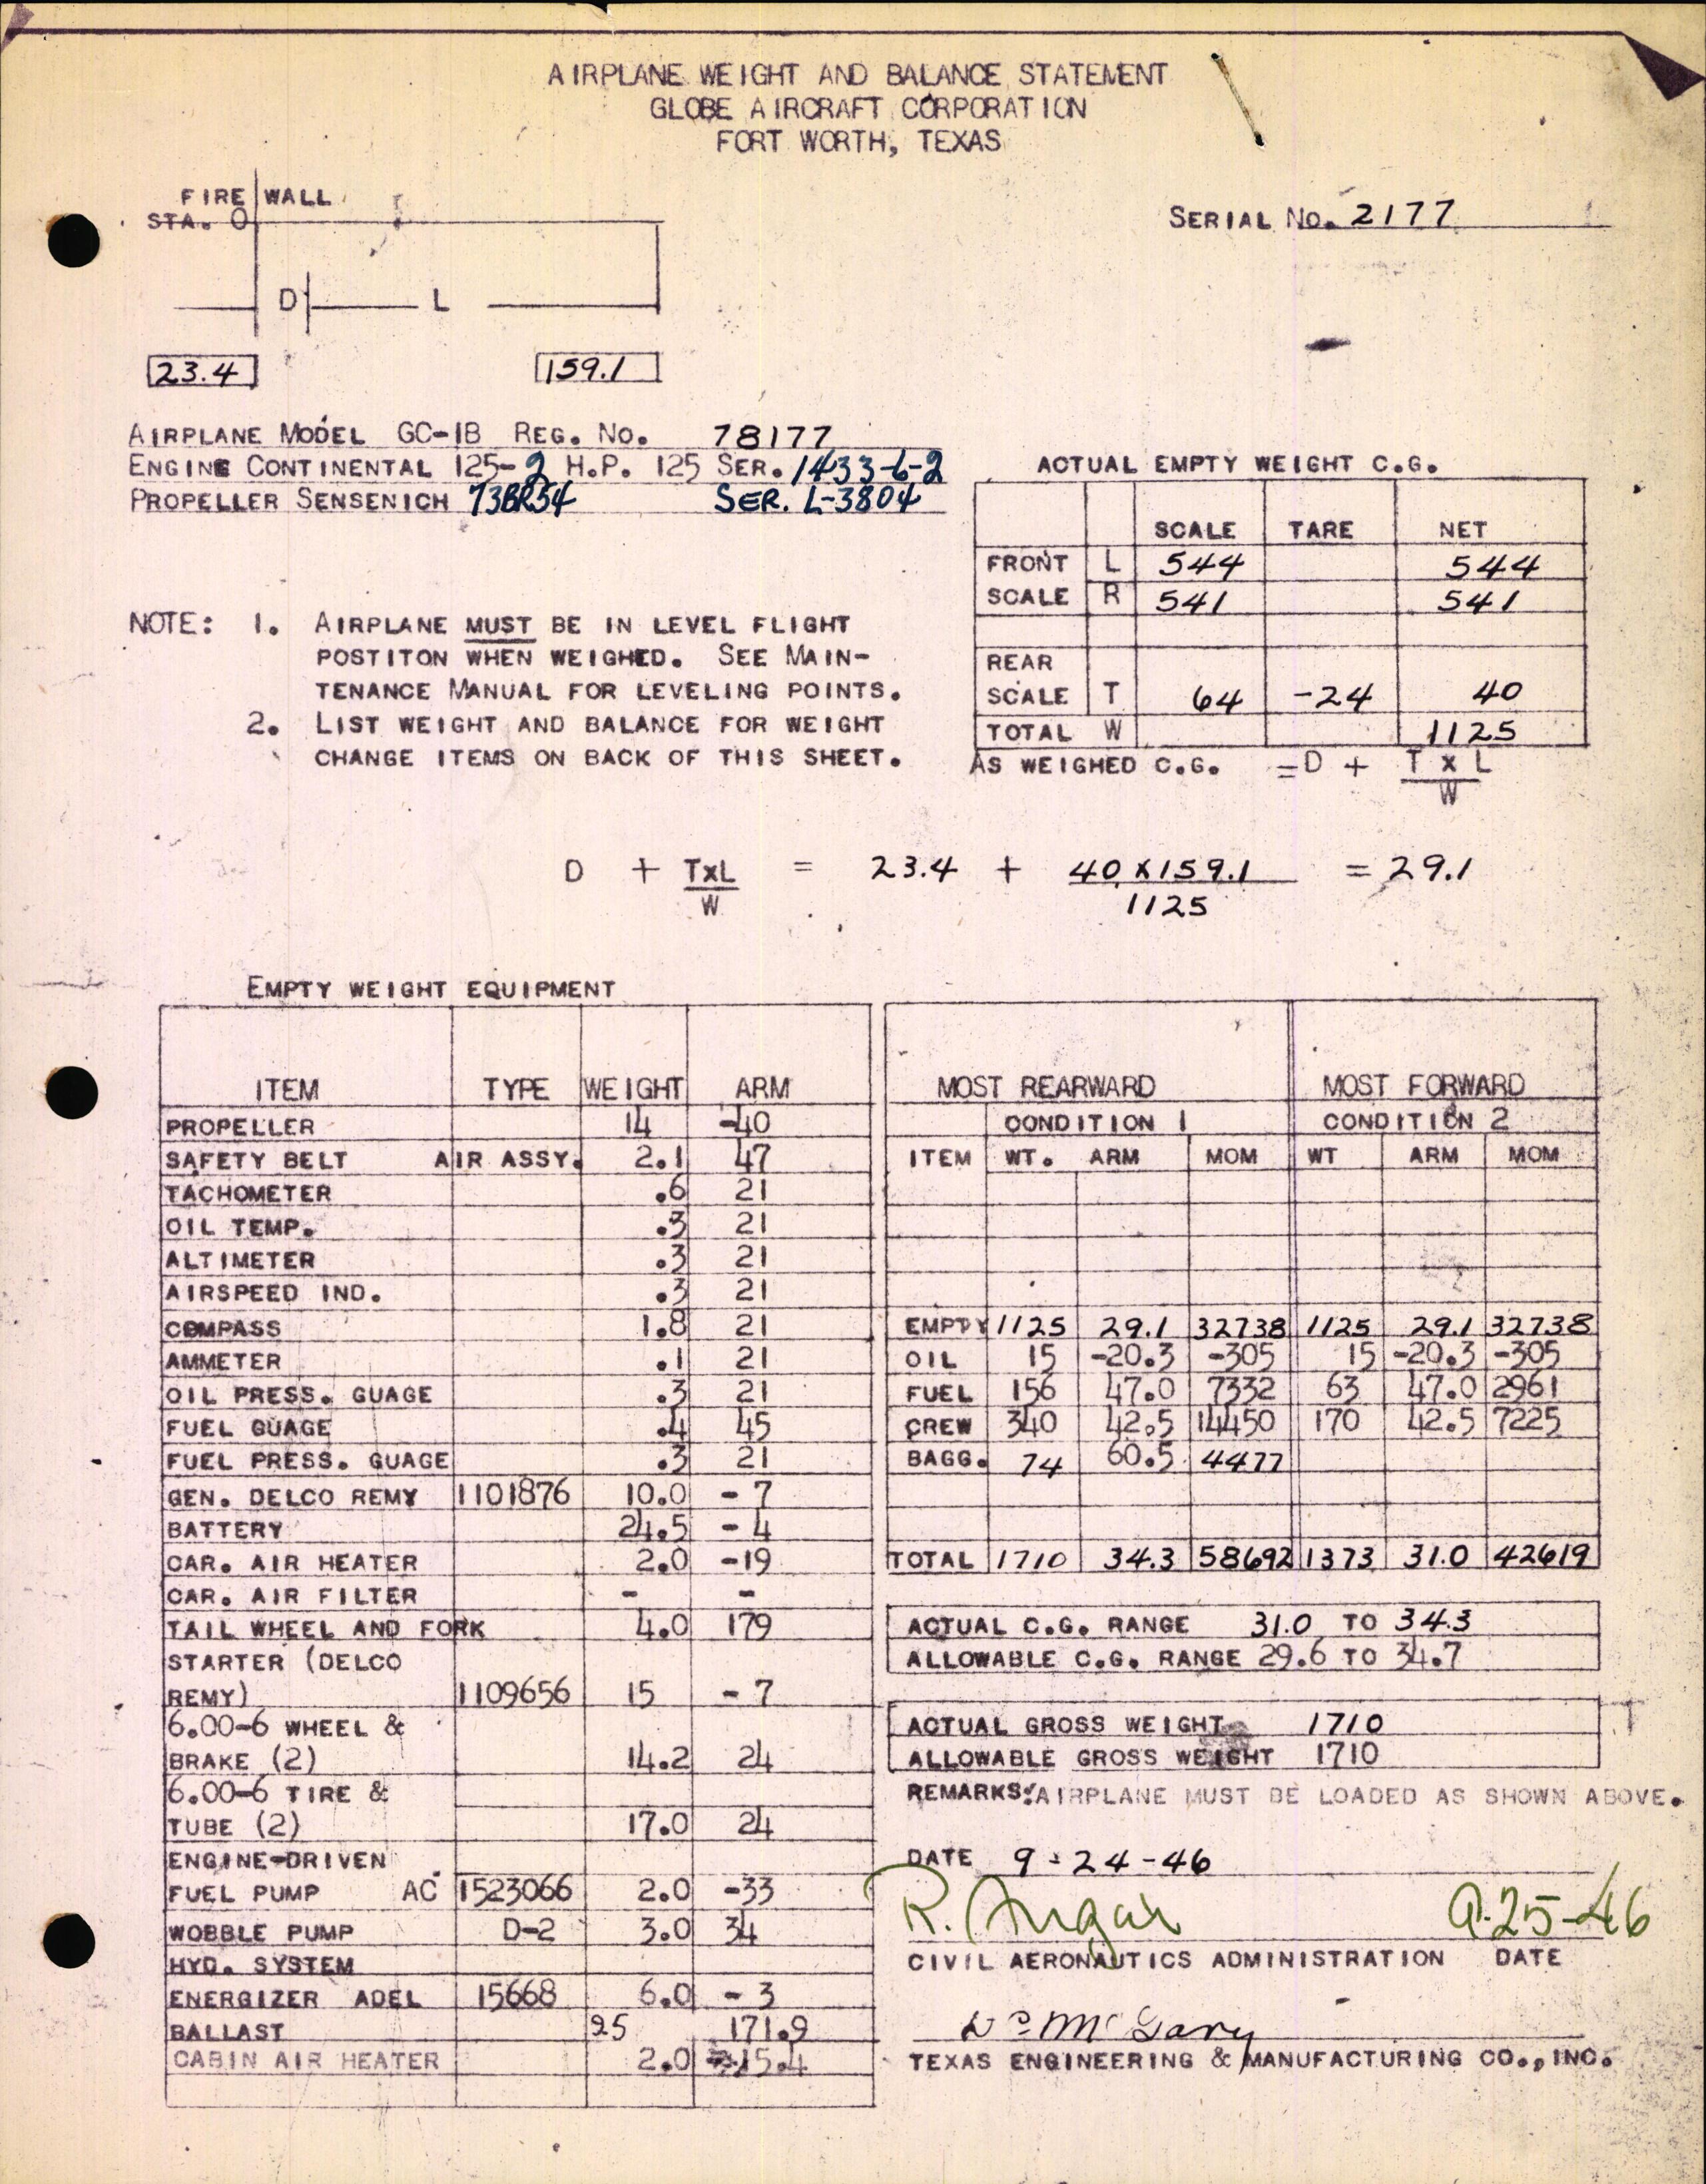 AIRPLANE WEIGHT AND BALANCE STATEMENT
GLOBE AIRCRAFT CORPORATION
FORT WORTH, TEXAS
FIRE WALL
STA. 0
SERIAL NO. 2177
D L
23.4 159.1
AIRPLANE MODEL GC-1B REG. NO. 78177
ENGINE CONTINENTAL 125-2 H.P. 125 SER. 1433-6-2
PROPELLER SENSENICH 73BR54 SER. L-3804
ACTUAL EMPTY WEIGHT C.G.
SCALE TARE NET
FRONT L 544 544
SCALE R 541 541
REAR
SCALE T 64 -24 40
TOTAL W 1125
AS WEIGHED C.G. = D + T x L
W
NOTE: 1. AIRPLANE MUST BE IN LEVEL FLIGHT
POSTITON WHEN WEIGHED. SEE MAIN-
TENANCE MANUAL FOR LEVELING POINTS.
2. LIST WEIGHT AND BALANCE FOR WEIGHT
CHANGE ITEMS ON BACK OF THIS SHEET.
D + TxL = 23.4 + 40 x 159.1 = 29.1
W 1125
EMPTY WEIGHT EQUIPMENT
ITEM TYPE WEIGHT ARM
PROPELLER 14 -40
SAFETY BELT AIR ASSY. 2.1 47
TACHOMETER .6 21
OIL TEMP. .3 21
ALTIMETER .3 21
AIRSPEED IND. .3 21
COMPASS 1.8 21
AMMETER .1 21
OIL PRESS. GUAGE .3 21
FUEL GUAGE .4 45
FUEL PRESS. GUAGE .3 21
GEN. DELCO REMY 1101876 10.0 - 7
BATTERY 24.5 - 4
CAR. AIR HEATER 2.0 -19
CAR. AIR FILTER - -
TAIL WHEEL AND FORK 4.0 179
STARTER (DELCO
REMY) 1109656 15 - 7
6.00-6 WHEEL &
BRAKE (2) 14.2 24
6.00-6 TIRE &
TUBE (2) 17.0 24
ENGINE-DRIVEN
FUEL PUMP AC 1523066 2.0 -33
WOBBLE PUMP D-2 3.0 34
HYD. SYSTEM
ENERGIZER ADEL 15668 6.0 - 3
BALLAST 25 171.9
CABIN AIR HEATER 2.0 -15.4
MOST REARWARD MOST FORWARD
CONDITION 1 CONDITION 2
ITEM WT. ARM MOM WT ARM MOM
EMPTY 1125 29.1 32738 1125 29.1 32738
OIL 15 -20.3 -305 15 -20.3 -305
FUEL 156 47.0 7332 63 47.0 2961
CREW 340 42.5 14450 170 42.5 7225
BAGG. 74 60.5 4477
TOTAL 1710 34.3 58692 1373 31.0 42619
ACTUAL C.G. RANGE 31.0 TO 34.3
ALLOWABLE C.G. RANGE 29.6 TO 34.7
ACTUAL GROSS WEIGHT 1710
ALLOWABLE GROSS WEIGHT 1710
REMARKS: AIRPLANE MUST BE LOADED AS SHOWN ABOVE.
DATE 9-24-46
R. 9-25-46
CIVIL AERONAUTICS ADMINISTRATION DATE
McGary
TEXAS ENGINEERING & MANUFACTURING CO., INC.